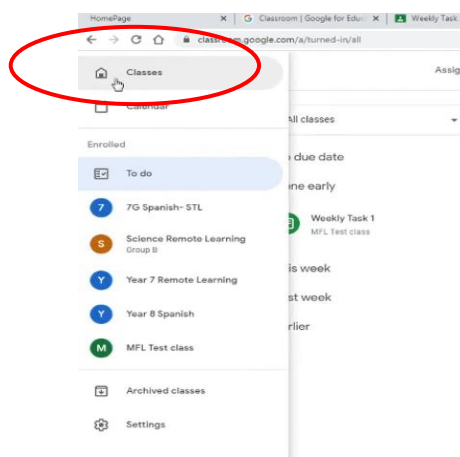 HomePage
Classroom | Google for Educ
Weekly Task
classroom.google.com/a/turned-in/all
Classes
Assig
Calendar
All classes
Enrolled
due date
To do
ne early
7 7G Spanish- STL
Weekly Task 1
MFL Test class
S Science Remote Learning
Group B
is week
Y Year 7 Remote Learning
st week
Y Year 8 Spanish
rlier
M MFL Test class
Archived classes
Settings